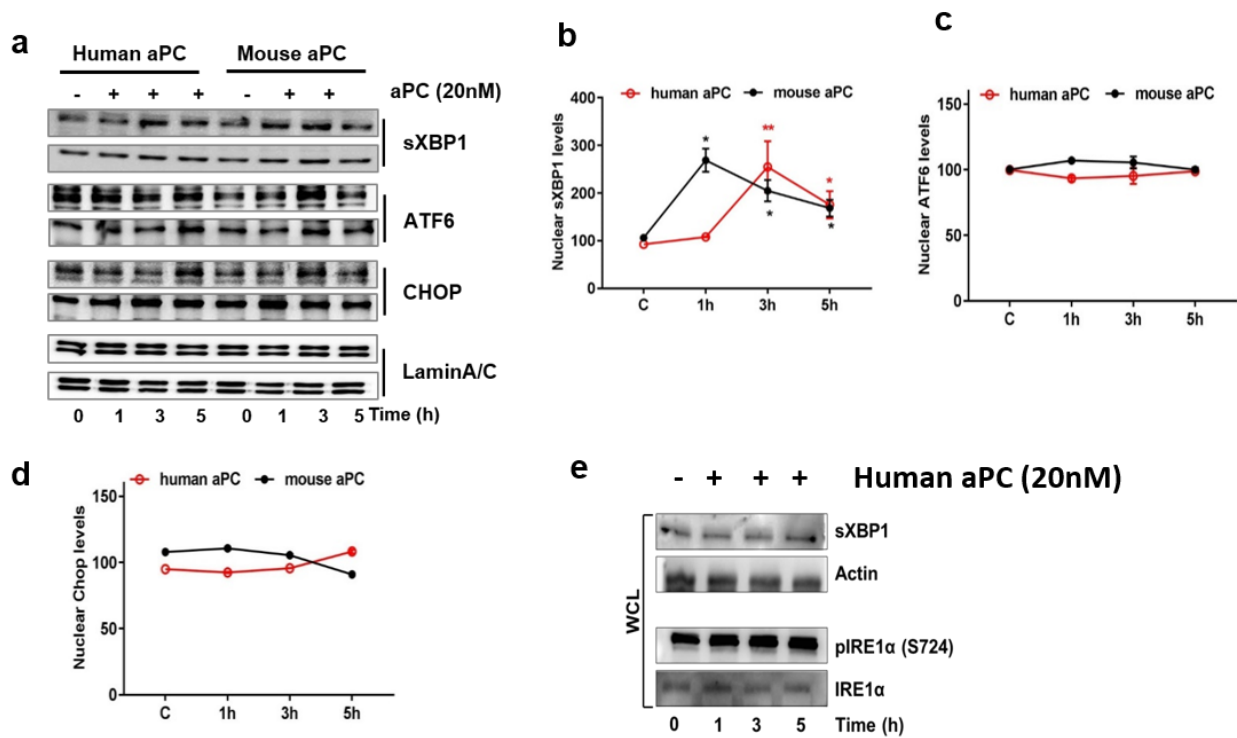 a
Human aPC Mouse aPC
- + + + - + + aPC (20nM)
sXBP1
ATF6
CHOP
LaminA/C
0 1 3 5 0 1 3 5 Time (h)
b
human aPC mouse aPC
Nuclear sXBP1 levels
400
300
200
100
0
* ** * * *
C 1h 3h 5h
c
human aPC mouse aPC
Nuclear ATF6 levels
150
100
50
0
C 1h 3h 5h
d
human aPC mouse aPC
Nuclear Chop levels
150
100
50
0
C 1h 3h 5h
e
- + + + Human aPC (20nM)
WCL
sXBP1
Actin
pIRE1α (S724)
IRE1α
0 1 3 5 Time (h)